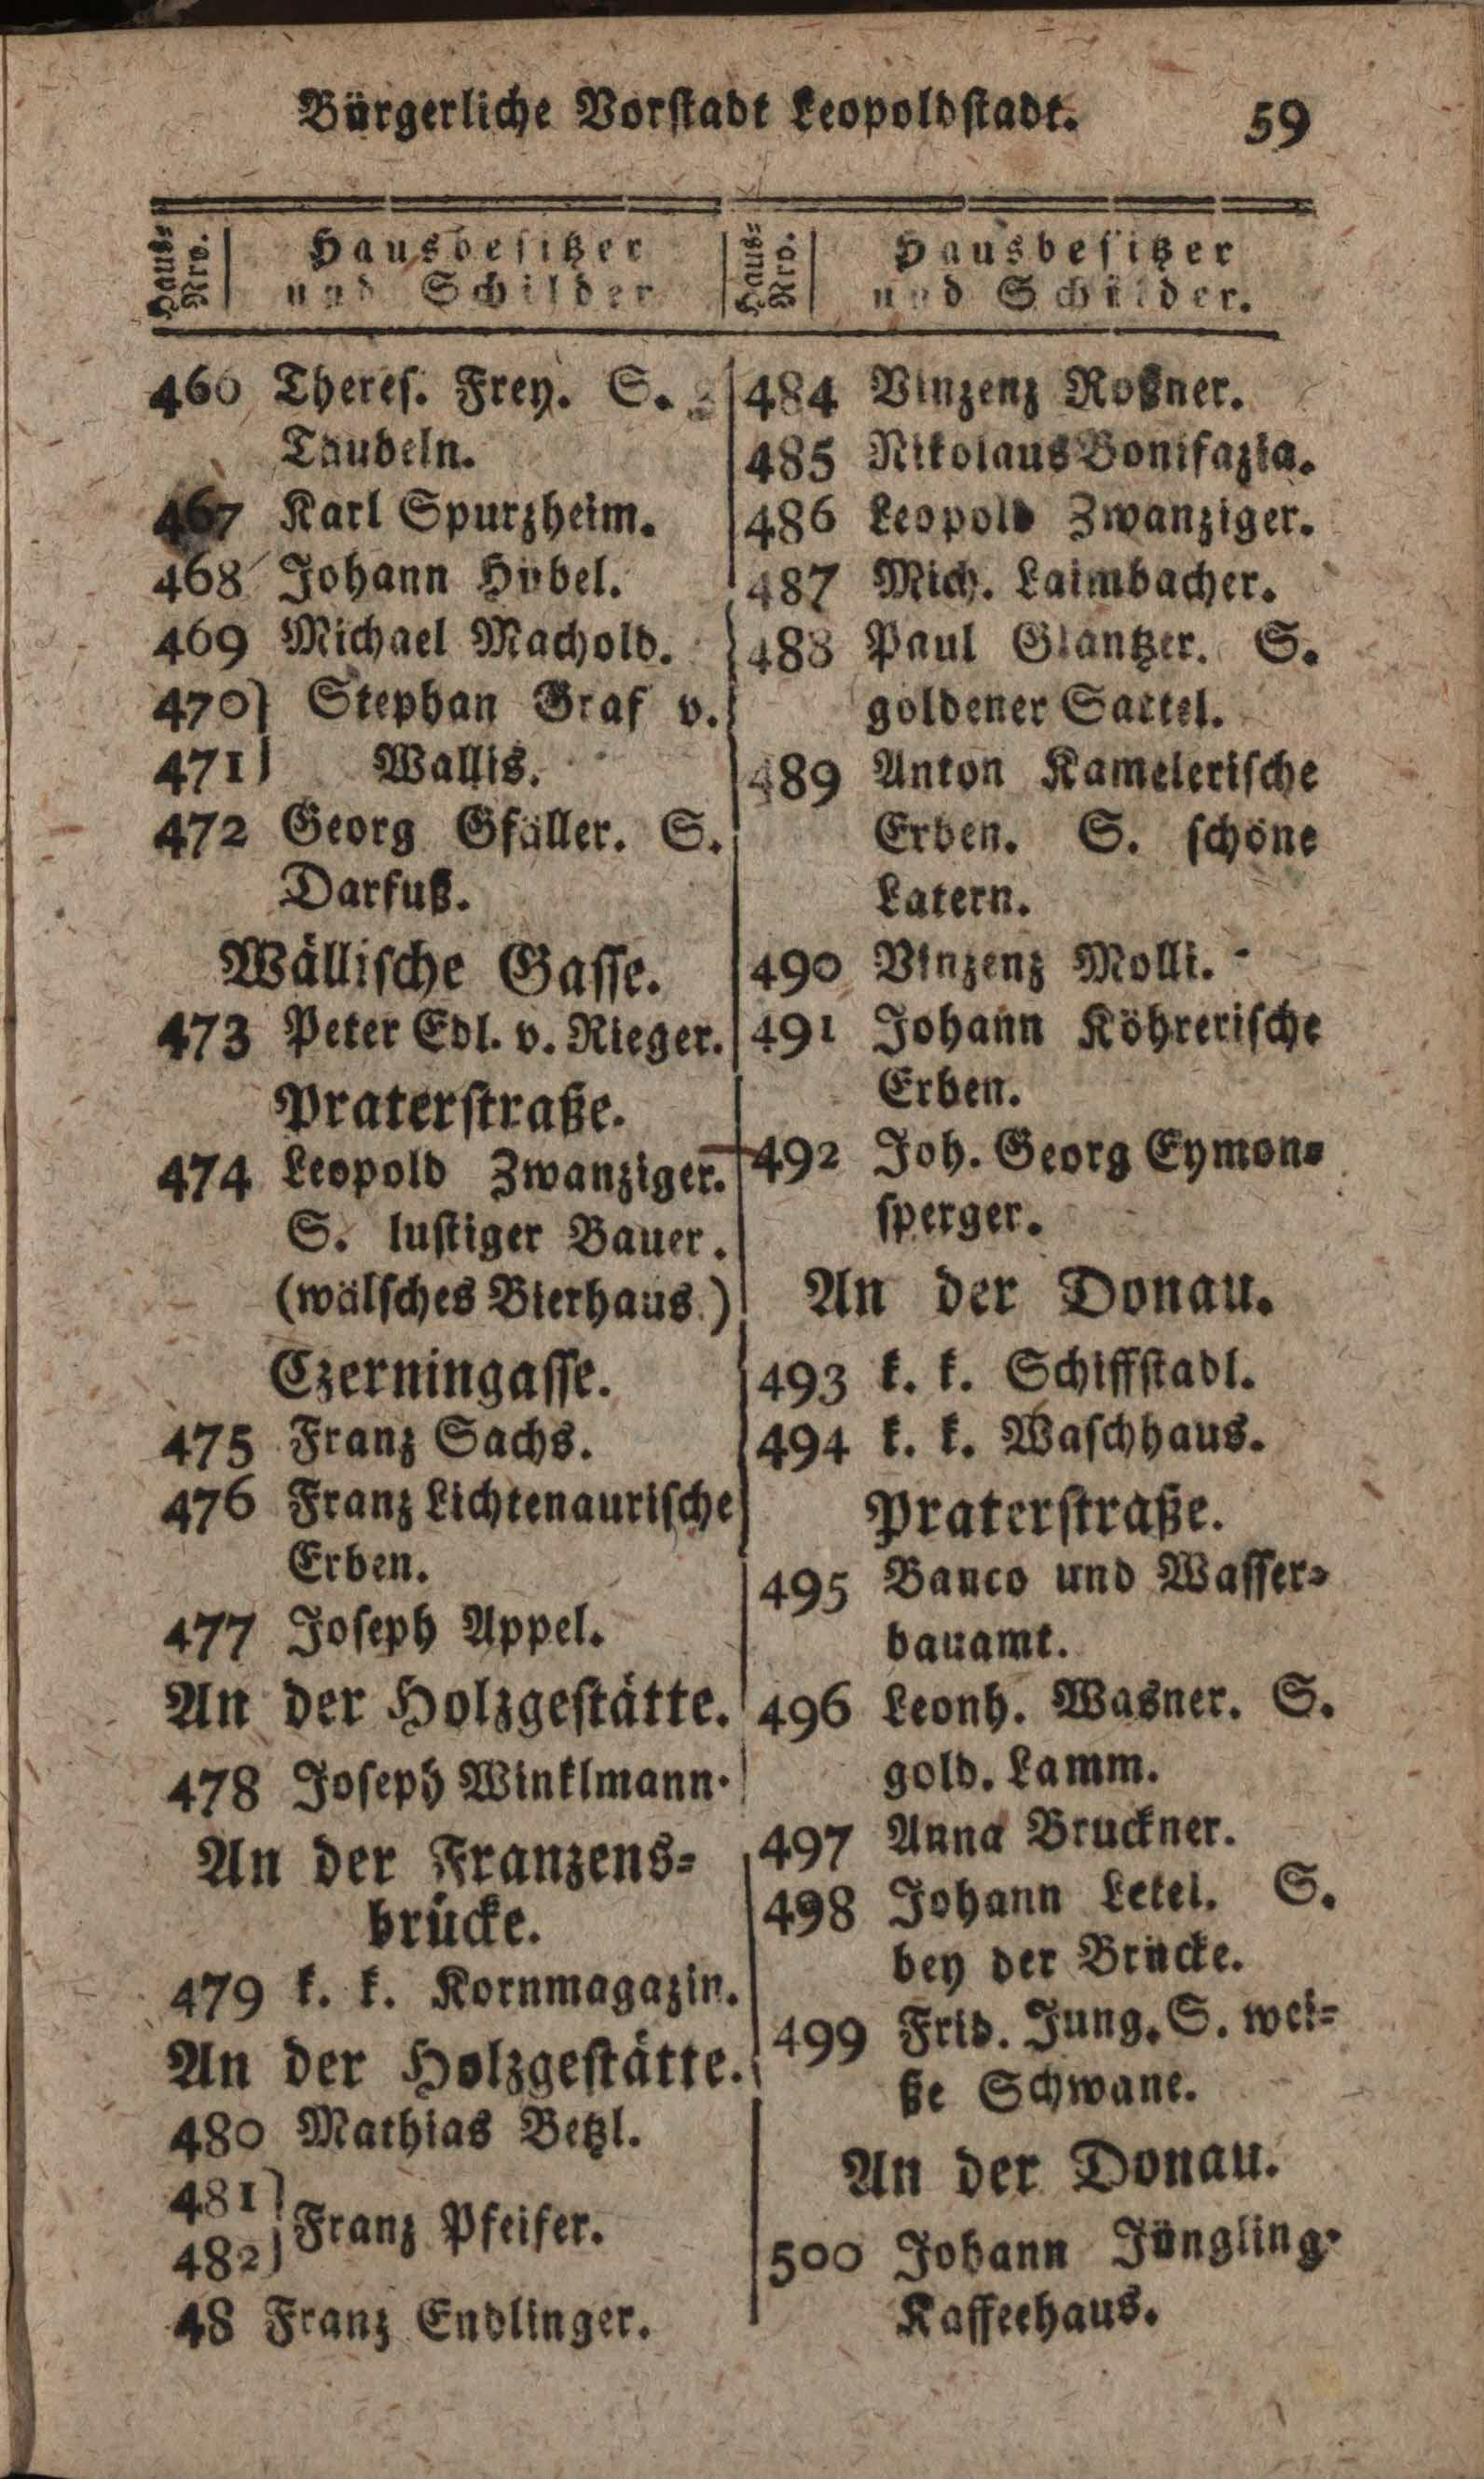 Bürgerliche Vorstadt Leopoldstadt. 59
Haus=
Nro.
Hausbesitzer
und Schilder
460 Theres. Frey. S.
Taudeln.
467 Karl Spurzheim.
468 Johann Hübel.
469 Michael Machold.
470} Stephan Graf v.
471} Wallis.
472 Georg Gfäller. S.
Darfuß.
Wällische Gasse.
473 Peter Edl. v. Rieger.
Praterstraße.
474 Leopold Zwanziger.
S. lustiger Bauer.
(wälsches Bierhaus.)
Czerningasse.
475 Franz Sachs.
476 Franz Lichtenaurische
Erben.
477 Joseph Appel.
An der Holzgestätte.
478 Joseph Winklmann.
An der Franzens=
brücke.
479 k. k. Kornmagazin.
An der Holzgestätte.
480 Mathias Betzl.
481}
482} Franz Pfeifer.
48 Franz Endlinger.
Haus=
Nro.
Hausbesitzer
und Schilder.
484 Vinzenz Roßner.
485 Nikolaus Bonifazia.
486 Leopold Zwanziger.
487 Mich. Laimbacher.
488 Paul Glantzer. S.
goldener Sattel.
489 Anton Kamelerische
Erben. S. schöne
Latern.
490 Vinzenz Molli.
491 Johann Köhrerische
Erben.
492 Joh. Georg Eymon=
sperger.
An der Donau.
493 k. k. Schiffstadl.
494 k. k. Waschhaus.
Praterstraße.
495 Banco und Wasser=
bauamt.
496 Leonh. Wasner. S.
gold. Lamm.
497 Anna Bruckner.
498 Johann Letel. S.
bey der Brücke.
499 Frid. Jung. S. wei=
ße Schwane.
An der Donau.
500 Johann Jüngling.
Kaffeehaus.